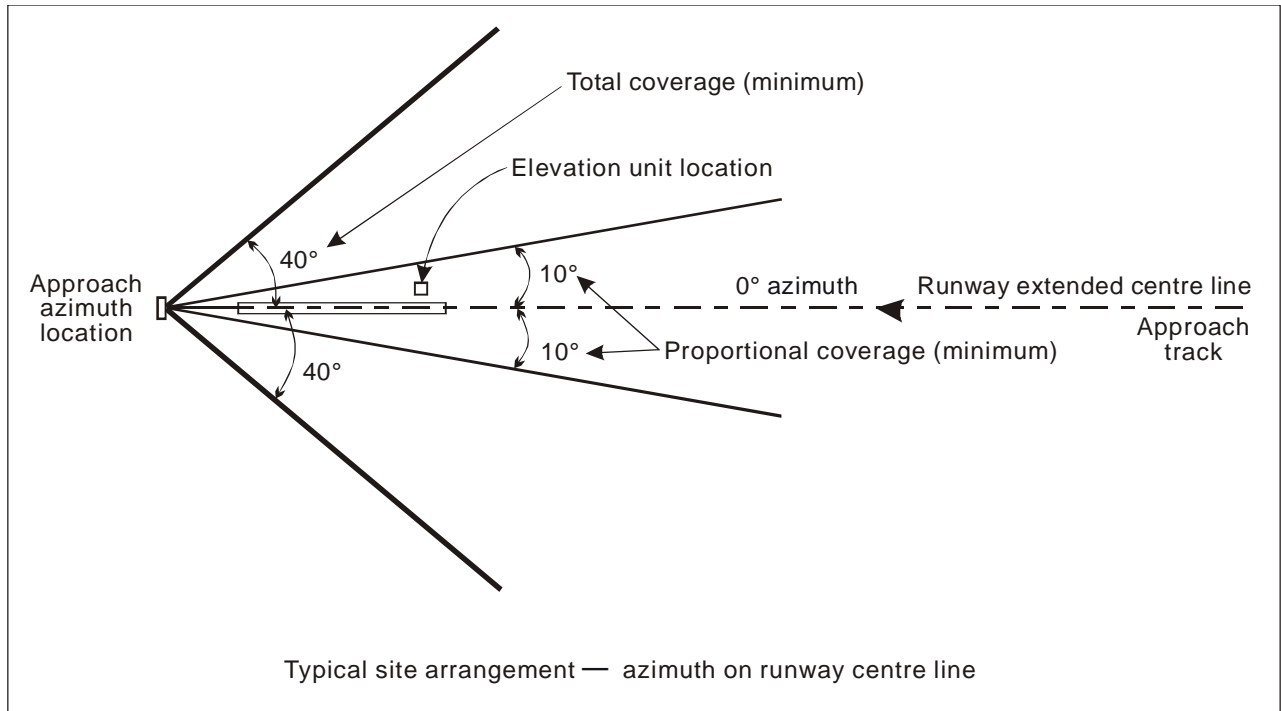 Total coverage (minimum)
Elevation unit location
40°
10°
Approach
azimuth
location
0° azimuth
Runway extended centre line
Approach
track
10°
Proportional coverage (minimum)
40°
Typical site arrangement — azimuth on runway centre line